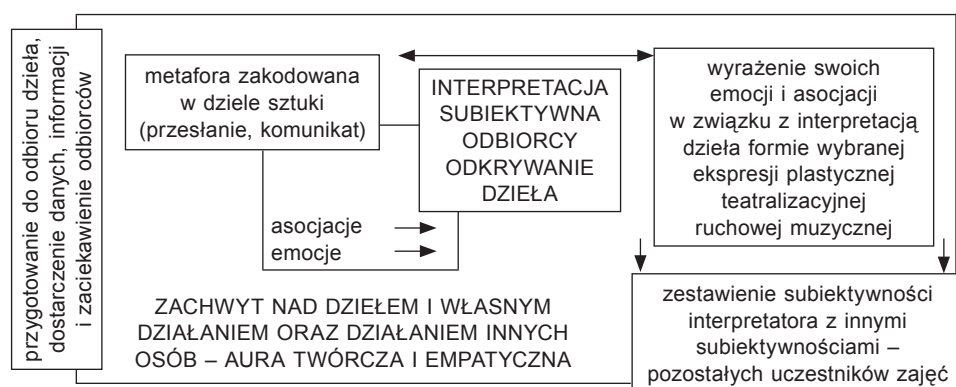 przygotowanie do odbioru dzieła,
dostarczenie danych, informacji
i zaciekawienie odbiorców
metafora zakodowana
w dziele sztuki
(przesłanie, komunikat)
INTERPRETACJA
SUBIEKTYWNA
ODBIORCY
ODKRYWANIE
DZIEŁA
wyrażenie swoich
emocji i asocjacji
w związku z interpretacją
dzieła formie wybranej
ekspresji plastycznej
teatralizacyjnej
ruchowej muzycznej
asocjacje
emocje
ZACHWYT NAD DZIEŁEM I WŁASNYM
DZIAŁANIEM ORAZ DZIAŁANIEM INNYCH
OSÓB – AURA TWÓRCZA I EMPATYCZNA
zestawienie subiektywności
interpretatora z innymi
subiektywnościami –
pozostałych uczestników zajęć